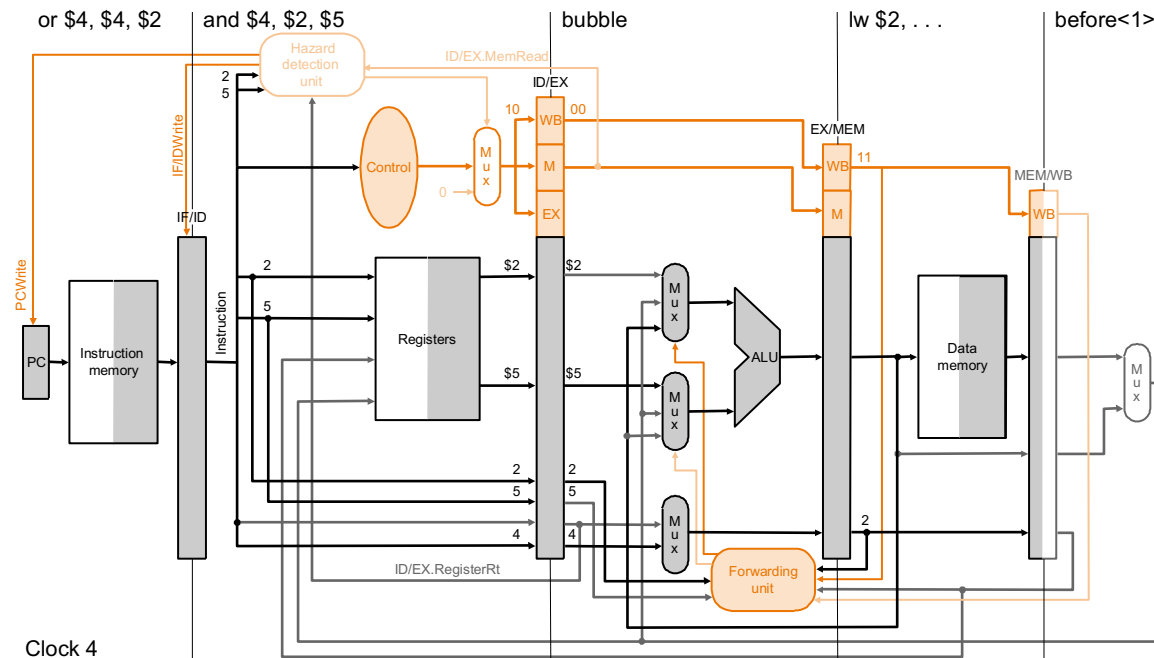 or $4, $4, $2
and $4, $2, $5
bubble
lw $2, . . .
before<1>
Hazard
detection
unit
ID/EX.MemRead
2
5
ID/EX
10
WB
00
EX/MEM
IF/IDWrite
Control
M
u
x
M
WB
11
MEM/WB
0
EX
M
WB
IF/ID
PCWrite
2
$2
$2
M
u
x
5
Instruction
PC
Instruction
memory
Registers
ALU
Data
memory
M
u
x
$5
$5
M
u
x
2
2
5
5
M
u
x
2
4
4
ID/EX.RegisterRt
Forwarding
unit
Clock 4